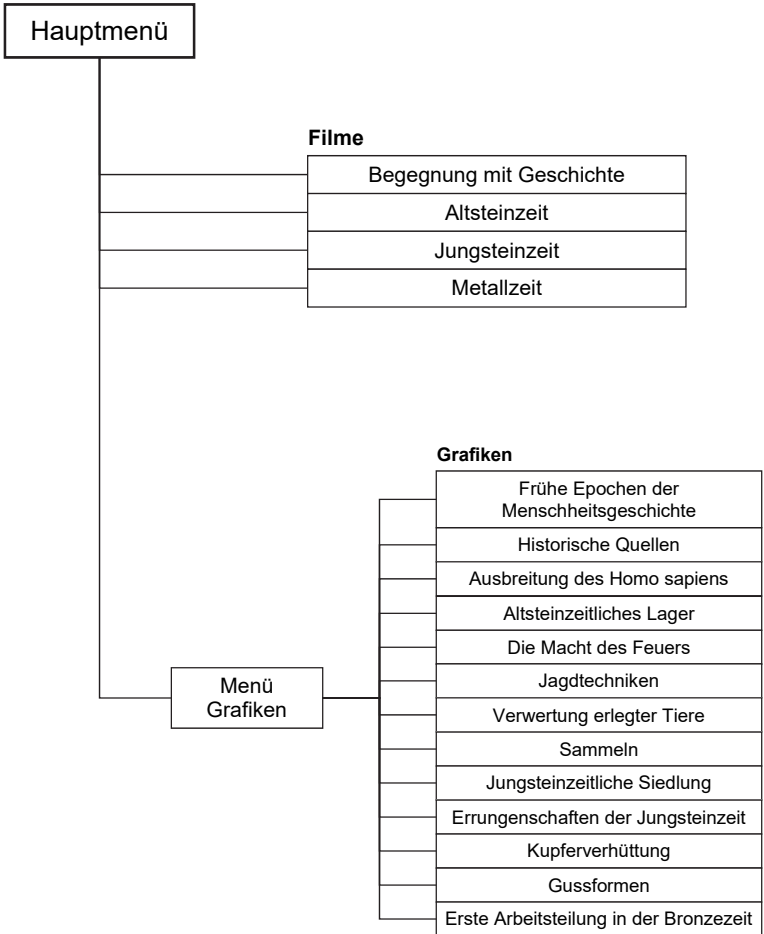 Hauptmenü
Filme
Begegnung mit Geschichte
Altsteinzeit
Jungsteinzeit
Metallzeit
Grafiken
Frühe Epochen der
Menschheitsgeschichte
Historische Quellen
Ausbreitung des Homo sapiens
Altsteinzeitliches Lager
Die Macht des Feuers
Menü
Grafiken
Jagdtechniken
Verwertung erlegter Tiere
Sammeln
Jungsteinzeitliche Siedlung
Errungenschaften der Jungsteinzeit
Kupferverhüttung
Gussformen
Erste Arbeitsteilung in der Bronzezeit